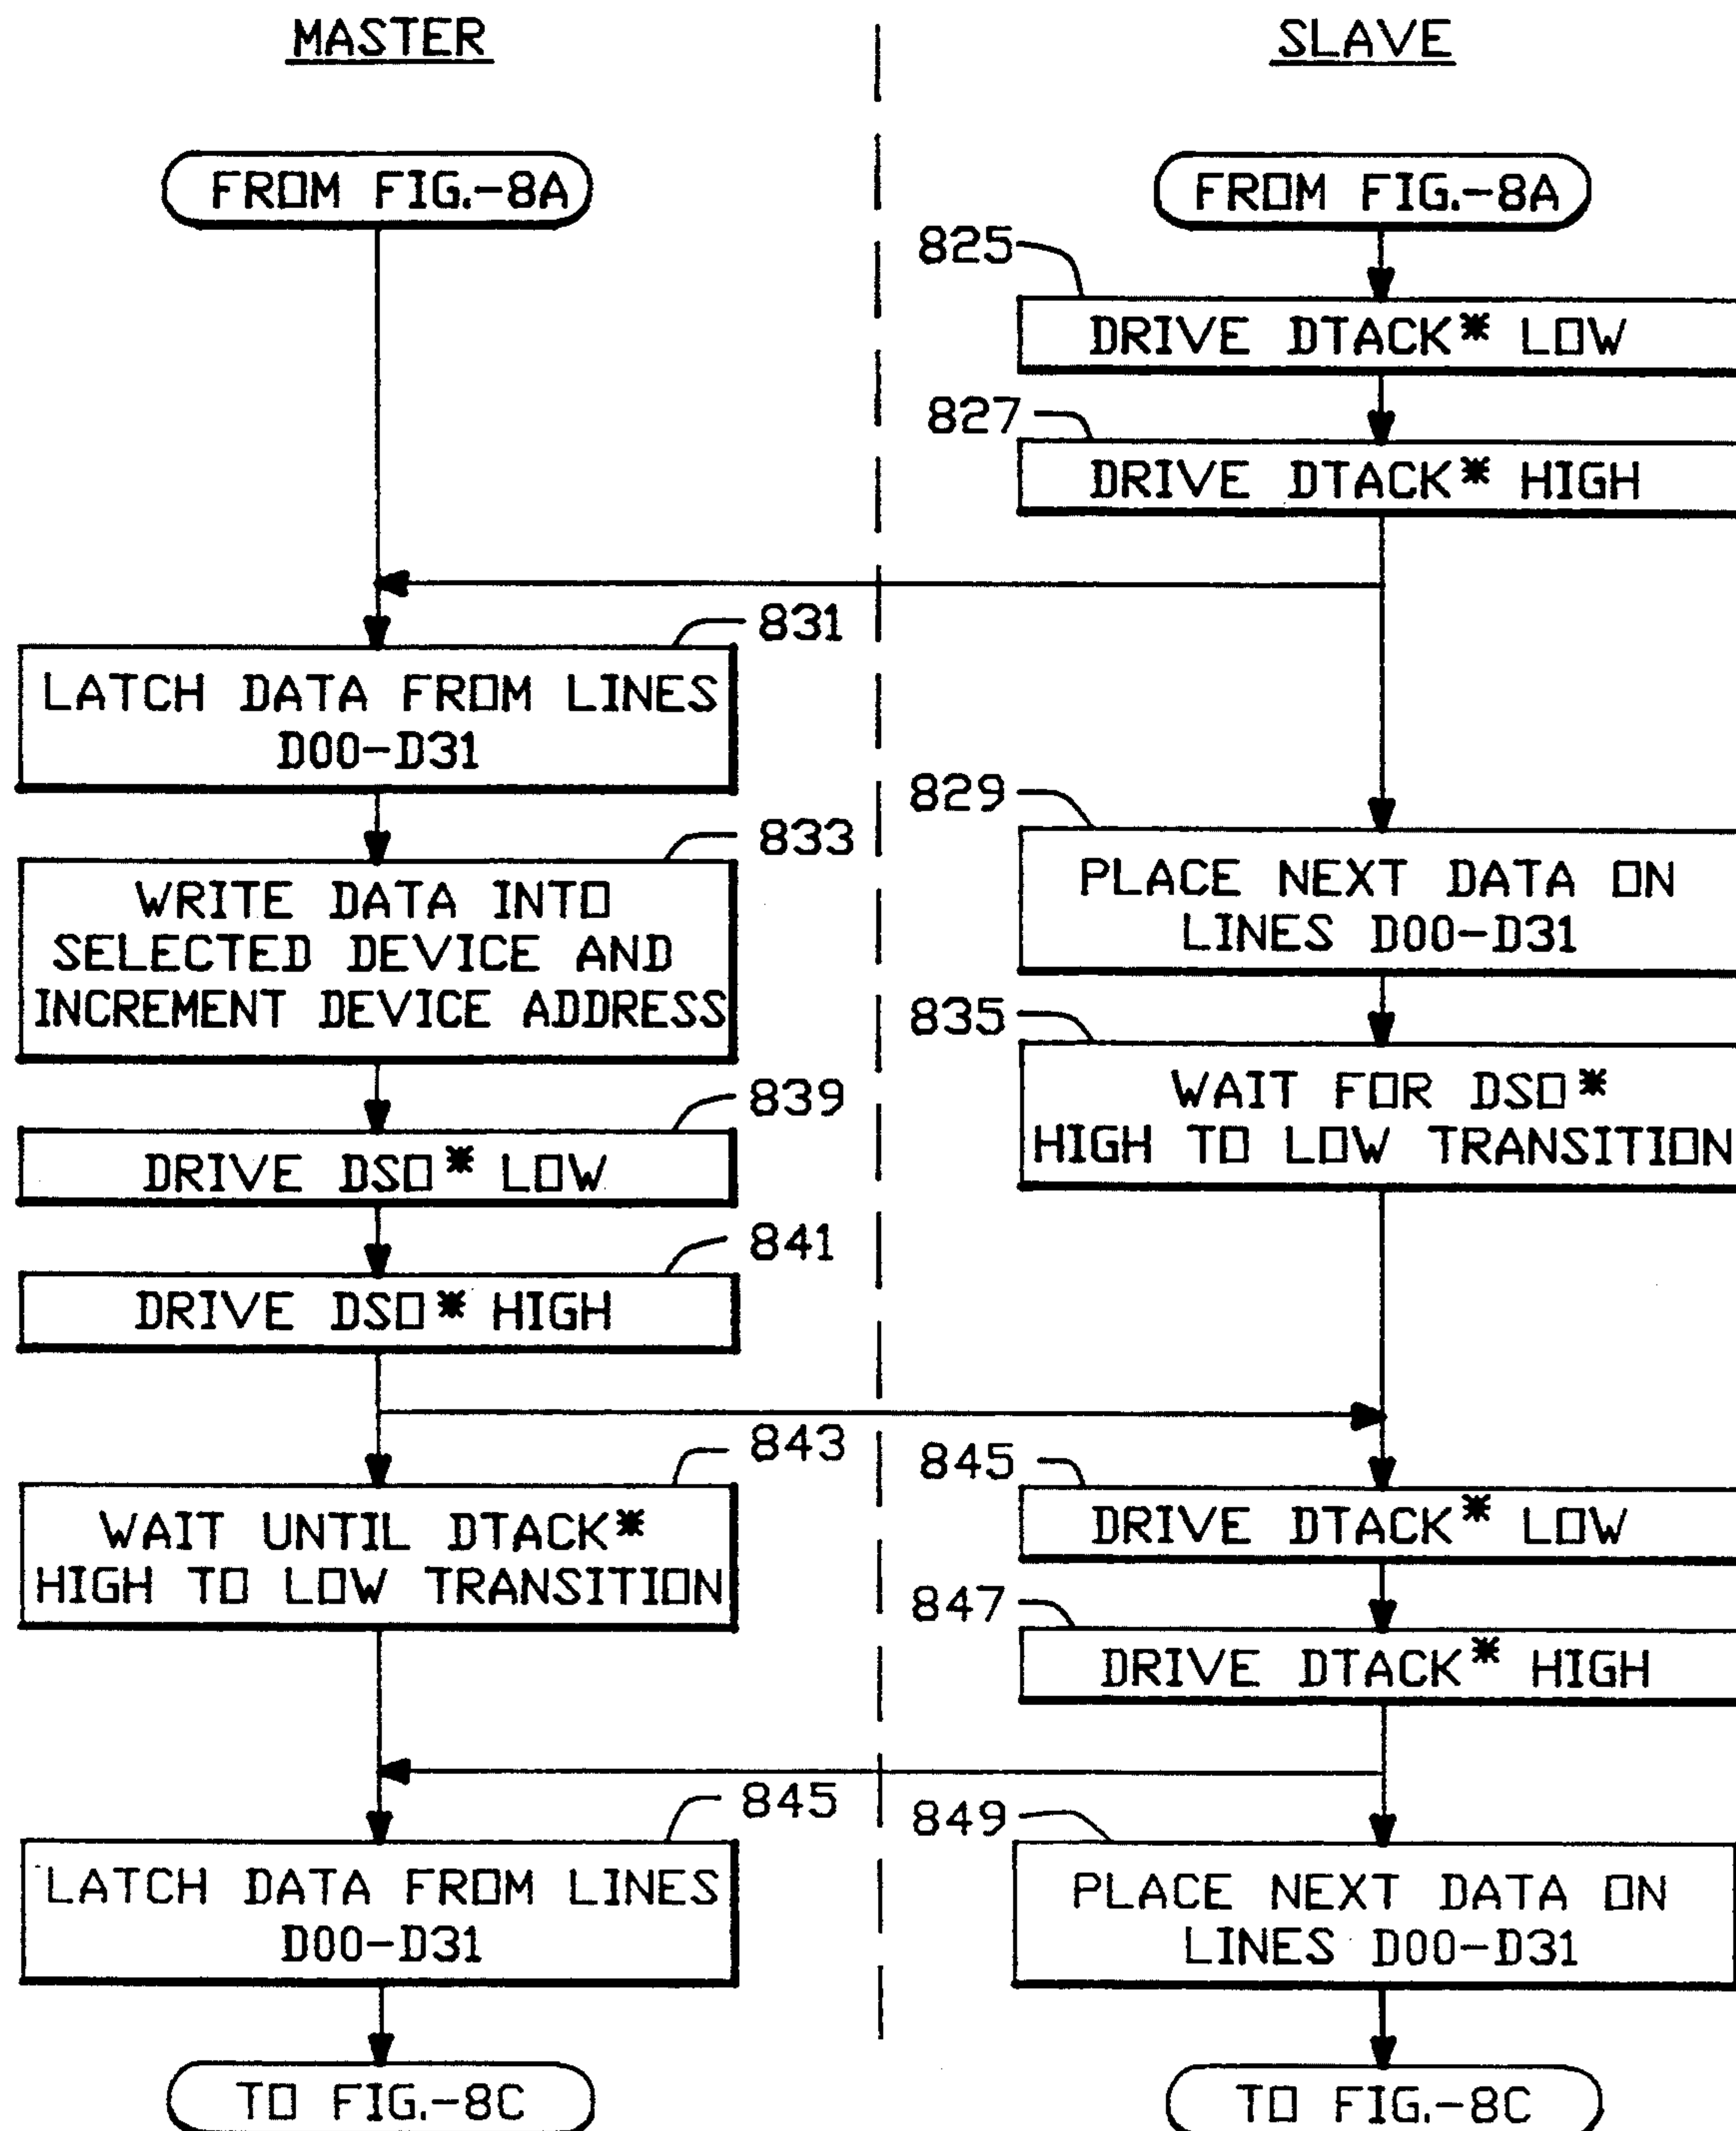 MASTER
SLAVE
FROM FIG.-8A
FROM FIG.-8A
825
DRIVE DTACK* LOW
827
DRIVE DTACK* HIGH
831
LATCH DATA FROM LINES
D00-D31
829
PLACE NEXT DATA ON
LINES D00-D31
833
WRITE DATA INTO
SELECTED DEVICE AND
INCREMENT DEVICE ADDRESS
835
WAIT FOR DSO*
HIGH TO LOW TRANSITION
839
DRIVE DSO* LOW
841
DRIVE DSO* HIGH
843
WAIT UNTIL DTACK*
HIGH TO LOW TRANSITION
845
DRIVE DTACK* LOW
847
DRIVE DTACK* HIGH
845
LATCH DATA FROM LINES
D00-D31
849
PLACE NEXT DATA ON
LINES D00-D31
TO FIG.-8C
TO FIG.-8C